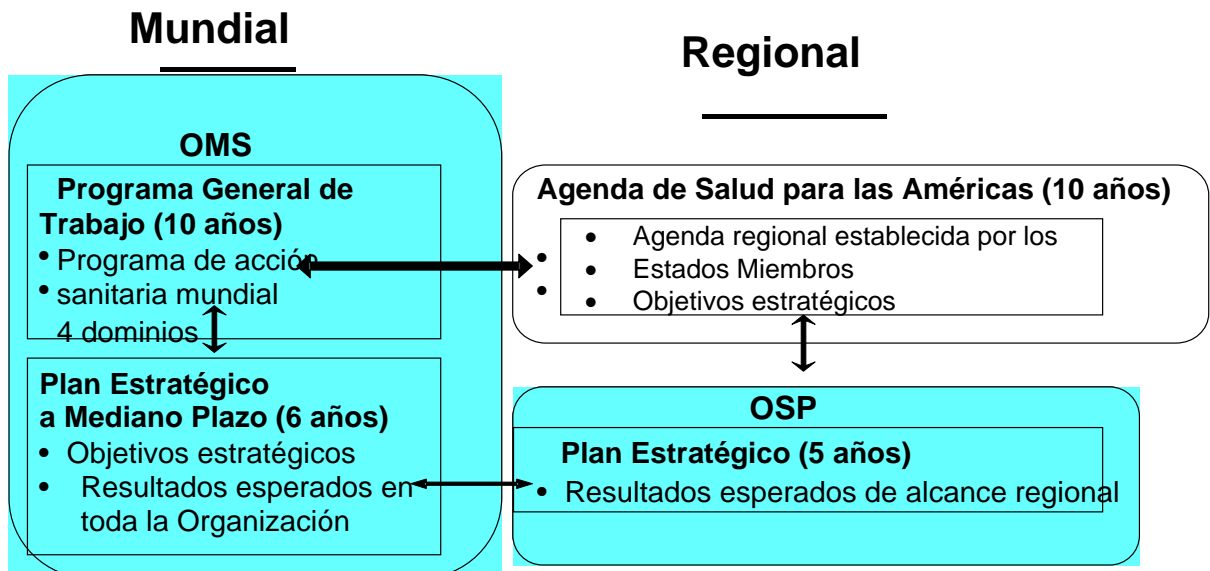 Mundial
OMS
Programa General de
Trabajo (10 años)
• Programa de acción
• sanitaria mundial
4 dominios
Plan Estratégico
a Mediano Plazo (6 años)
• Objetivos estratégicos
• Resultados esperados en
toda la Organización
Regional
Agenda de Salud para las Américas (10 años)
• Agenda regional establecida por los
• Estados Miembros
• Objetivos estratégicos
OSP
Plan Estratégico (5 años)
• Resultados esperados de alcance regional